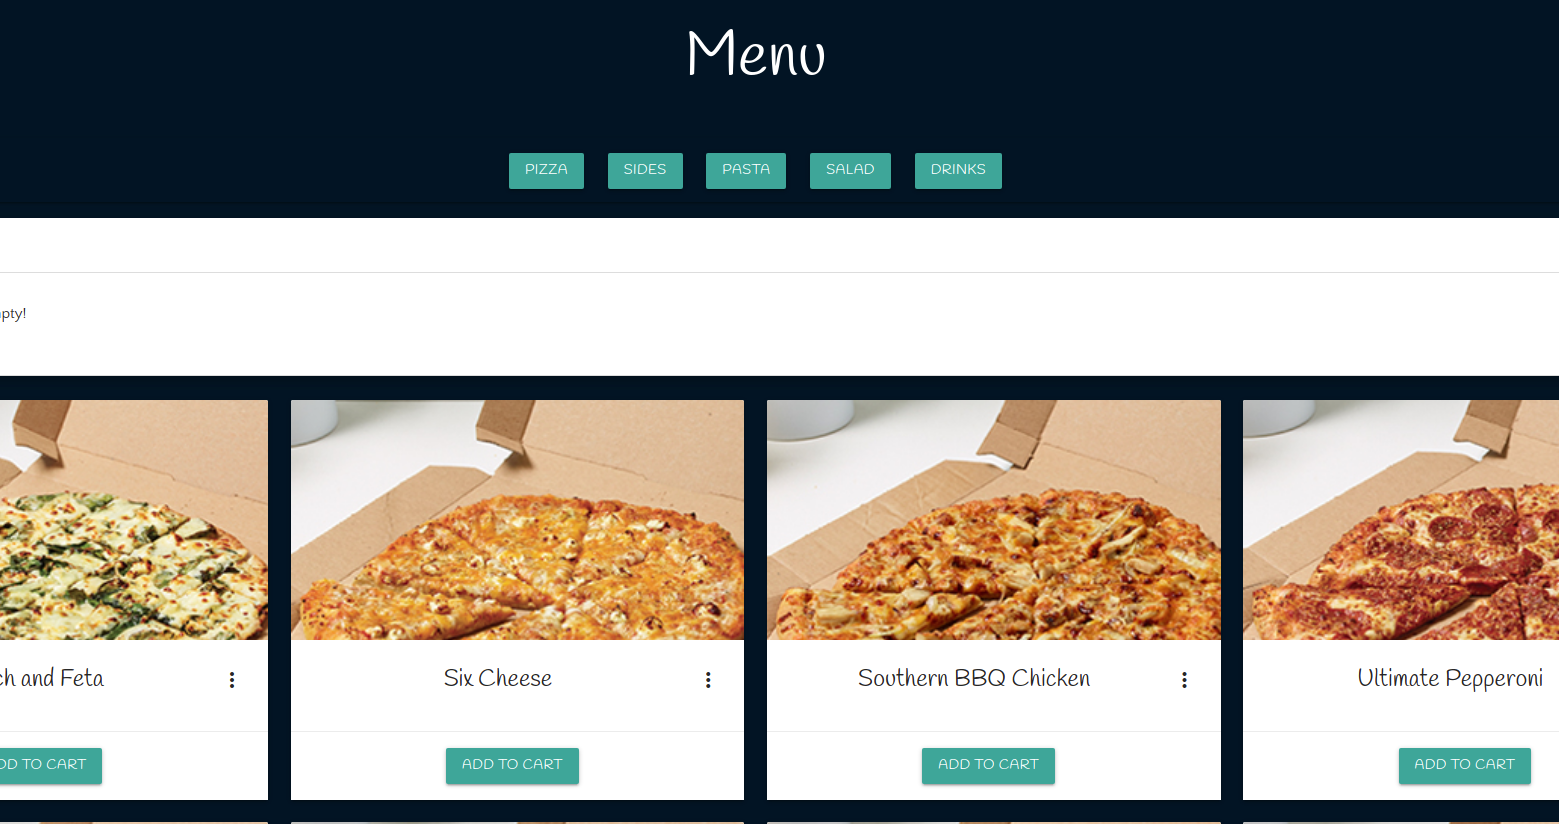 Menu
PIZZA SIDES PASTA SALAD DRINKS
pty!
ch and Feta Six Cheese Southern BBQ Chicken Ultimate Pepperoni
DD TO CART ADD TO CART ADD TO CART ADD TO CART